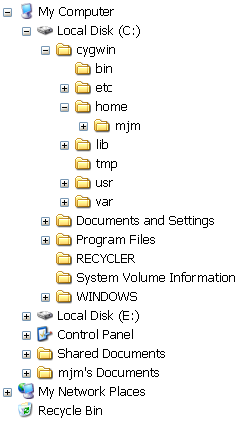 My Computer
Local Disk (C:)
cygwin
bin
etc
home
mjm
lib
tmp
usr
var
Documents and Settings
Program Files
RECYCLER
System Volume Information
WINDOWS
Local Disk (E:)
Control Panel
Shared Documents
mjm's Documents
My Network Places
Recycle Bin